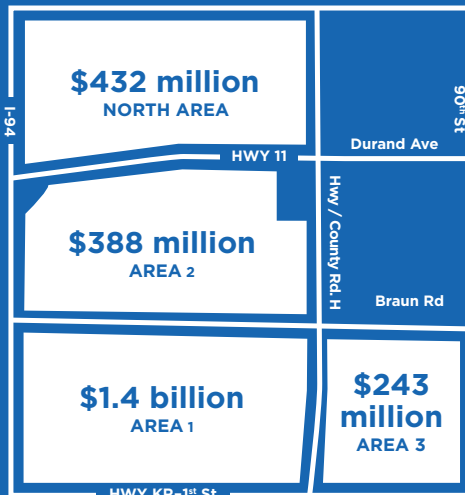 $432 million
NORTH AREA
I-94
90th St
HWY 11
Durand Ave
$388 million
AREA 2
Hwy / County Rd. H
Braun Rd
$1.4 billion
AREA 1
$243
million
AREA 3
HWY KR-1st St